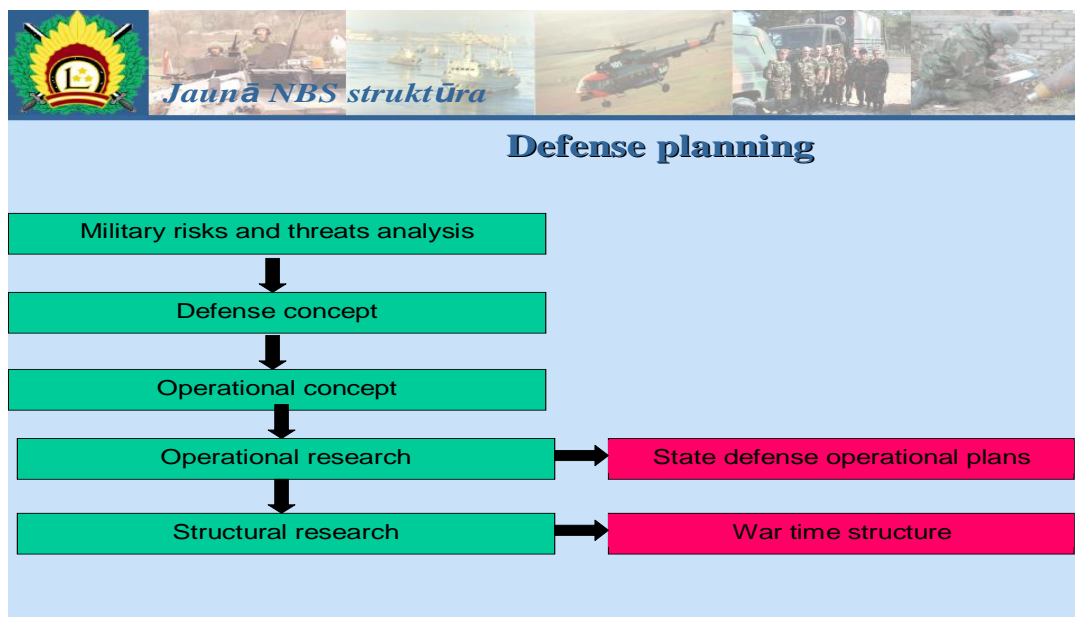 Jaunā NBS struktūra
Defense planning
Military risks and threats analysis
Defense concept
Operational concept
Operational research
State defense operational plans
Structural research
War time structure